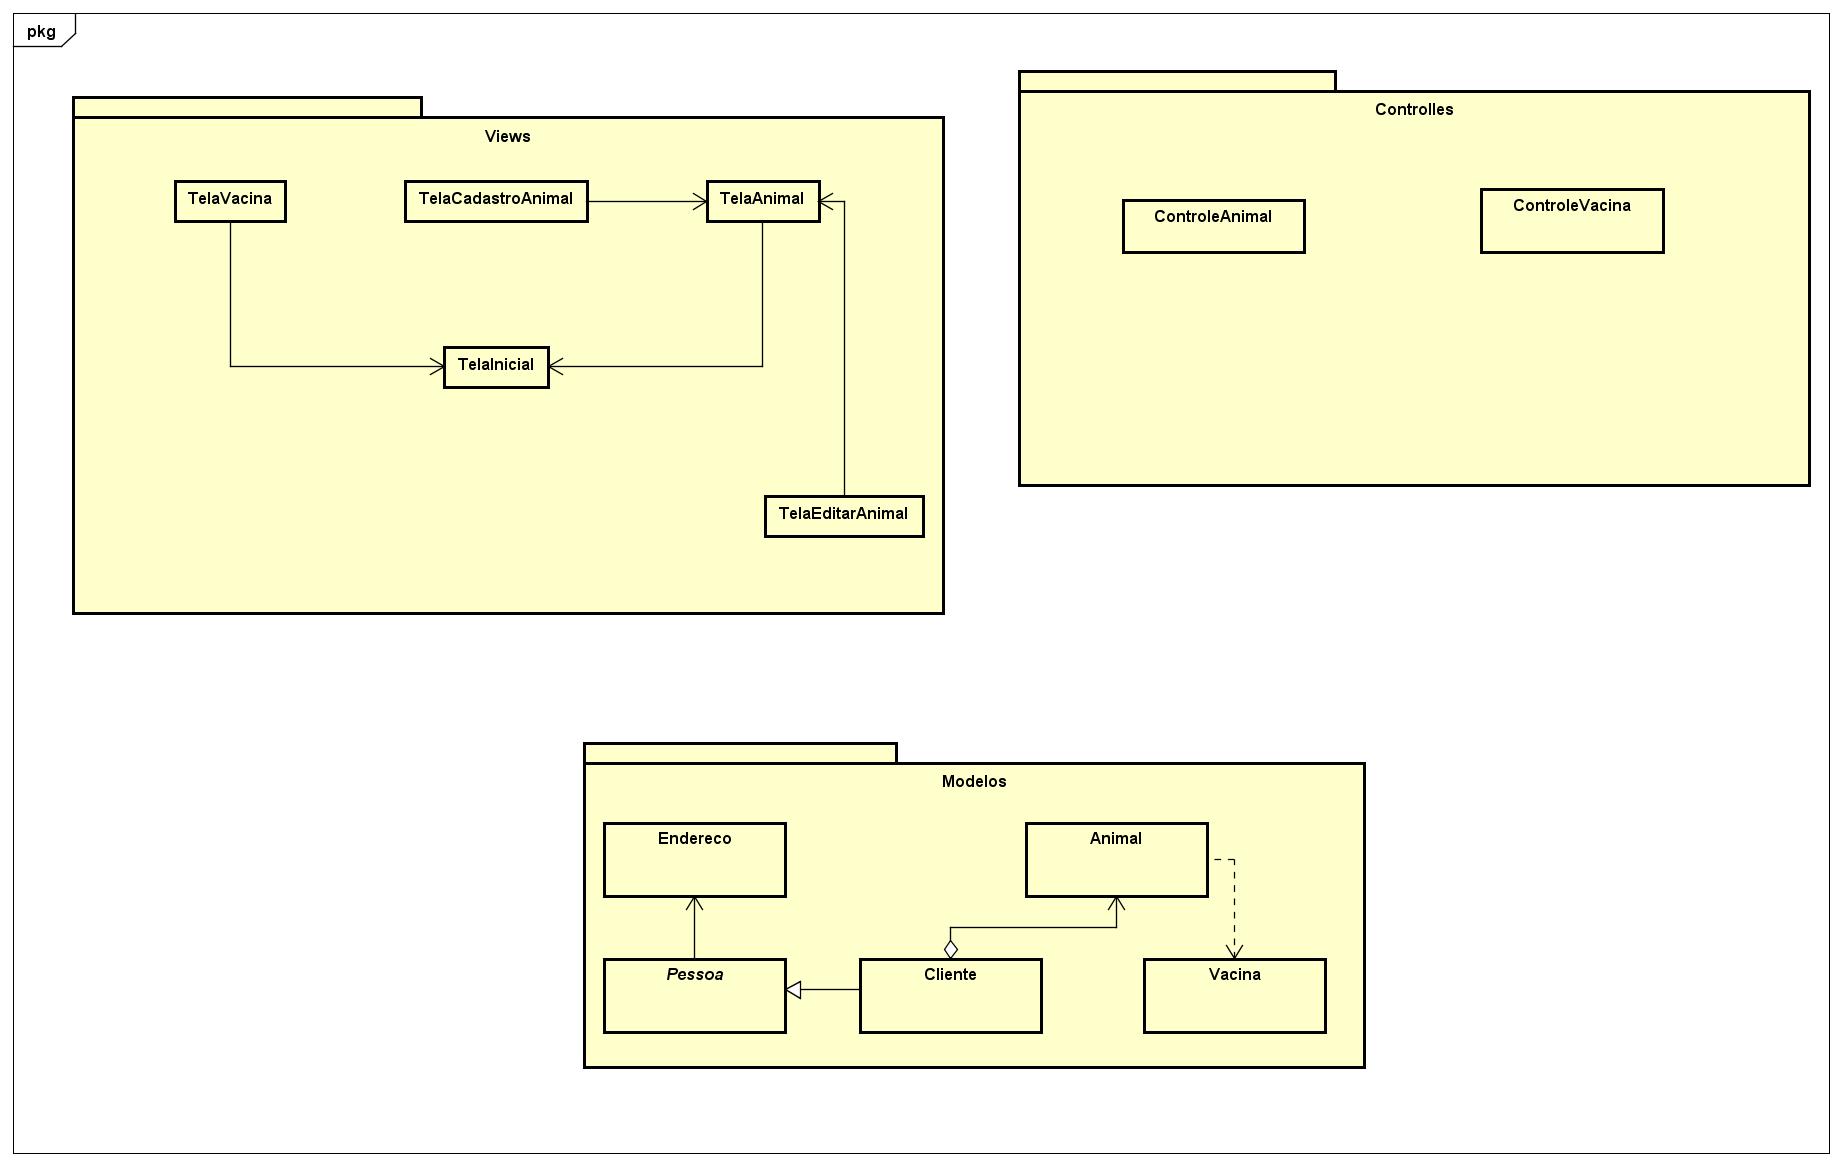 pkg
Views
TelaVacina
TelaCadastroAnimal
TelaAnimal
TelaInicial
TelaEditarAnimal
Controlles
ControleAnimal
ControleVacina
Modelos
Endereco
Animal
Pessoa
Cliente
Vacina